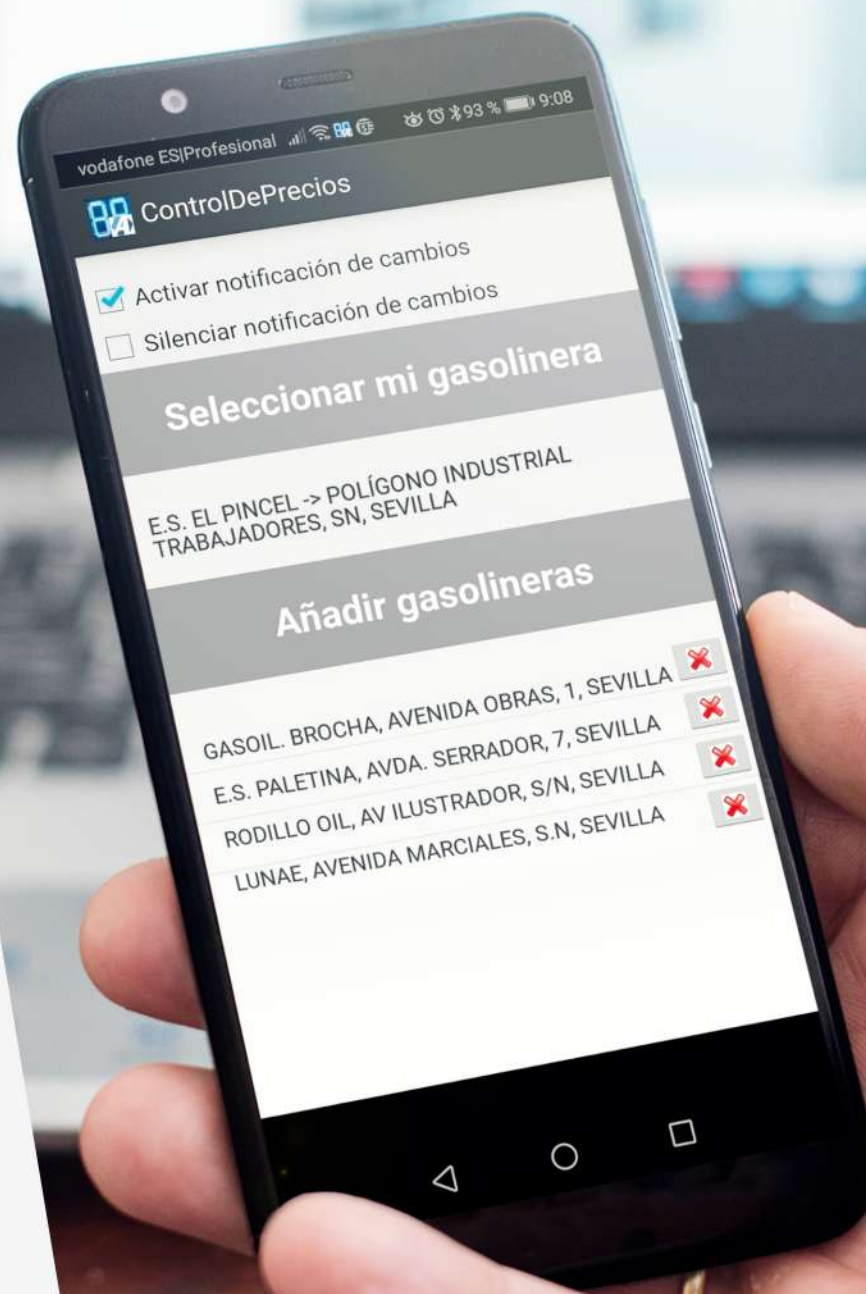 vodafone ES|Profesional 93 % 9:08
ControlDePrecios
Activar notificación de cambios
Silenciar notificación de cambios
Seleccionar mi gasolinera
E.S. EL PINCEL -> POLÍGONO INDUSTRIAL
TRABAJADORES, SN, SEVILLA
Añadir gasolineras
GASOIL. BROCHA, AVENIDA OBRAS, 1, SEVILLA
E.S. PALETINA, AVDA. SERRADOR, 7, SEVILLA
RODILLO OIL, AV ILUSTRADOR, S/N, SEVILLA
LUNAE, AVENIDA MARCIALES, S.N, SEVILLA